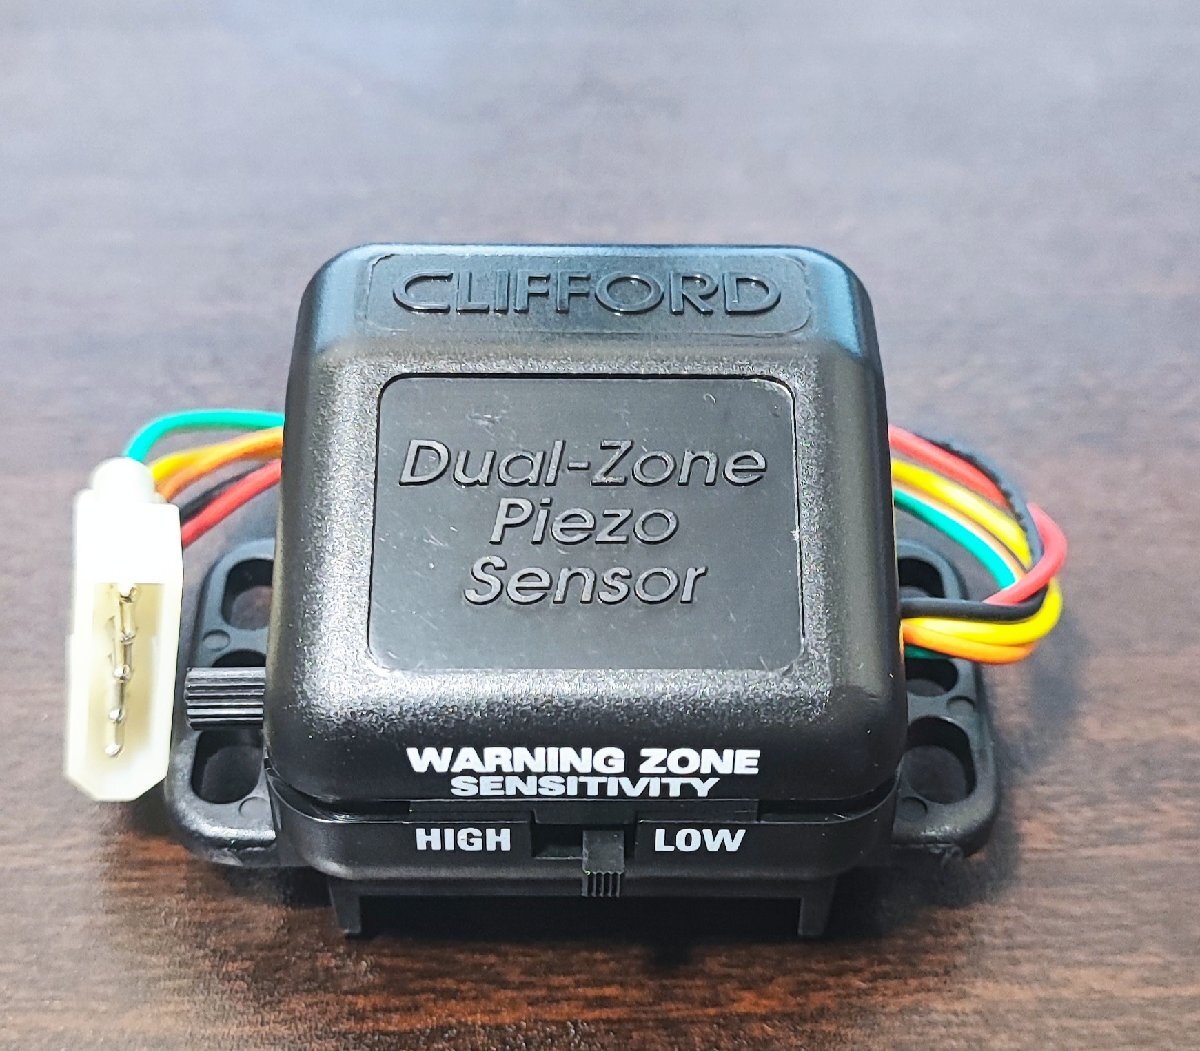 CLIFFORD
Dual-Zone
Piezo
Sensor
WARNING ZONE
SENSITIVITY
HIGH LOW